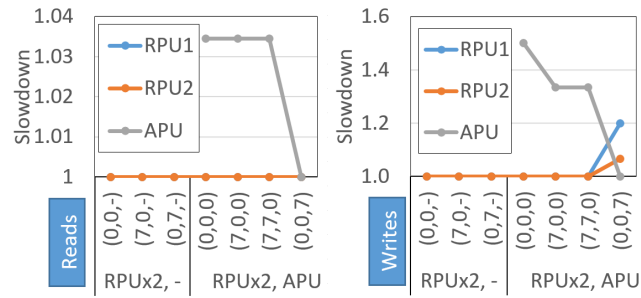 1.04
1.03
1.02
1.01
1
Slowdown
RPU1
RPU2
APU
Reads
(0,0,-)
(7,0,-)
(0,7,-)
(0,0,0)
(7,0,0)
(7,7,0)
(0,0,7)
RPUx2, -
RPUx2, APU
1.6
1.4
1.2
1.0
Slowdown
RPU1
RPU2
APU
Writes
(0,0,-)
(7,0,-)
(0,7,-)
(0,0,0)
(7,0,0)
(7,7,0)
(0,0,7)
RPUx2, -
RPUx2, APU